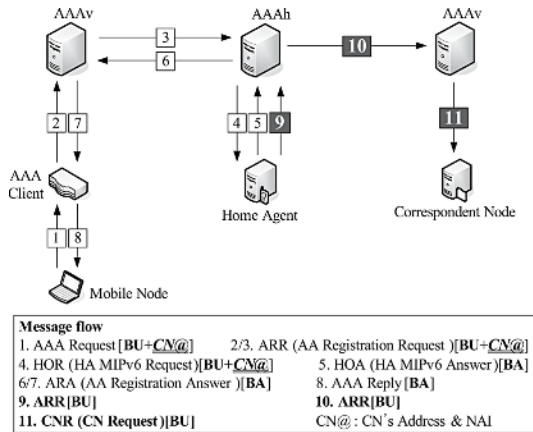 AAAv
AAAh
AAAv
3
6
10
2
7
4
5
9
11
AAA
Client
Home Agent
Correspondent Node
1
8
Mobile Node
Message flow
1. AAA Request [BU+CN@] 2/3. ARR (AA Registration Request )[BU+CN@]
4. HOR (HA MIPv6 Request)[BU+CN@] 5. HOA (HA MIPv6 Answer)[BA]
6/7. ARA (AA Registration Answer )[BA] 8. AAA Reply[BA]
9. ARR[BU] 10. ARR[BU]
11. CNR (CN Request)[BU] CN@ : CN's Address & NAI